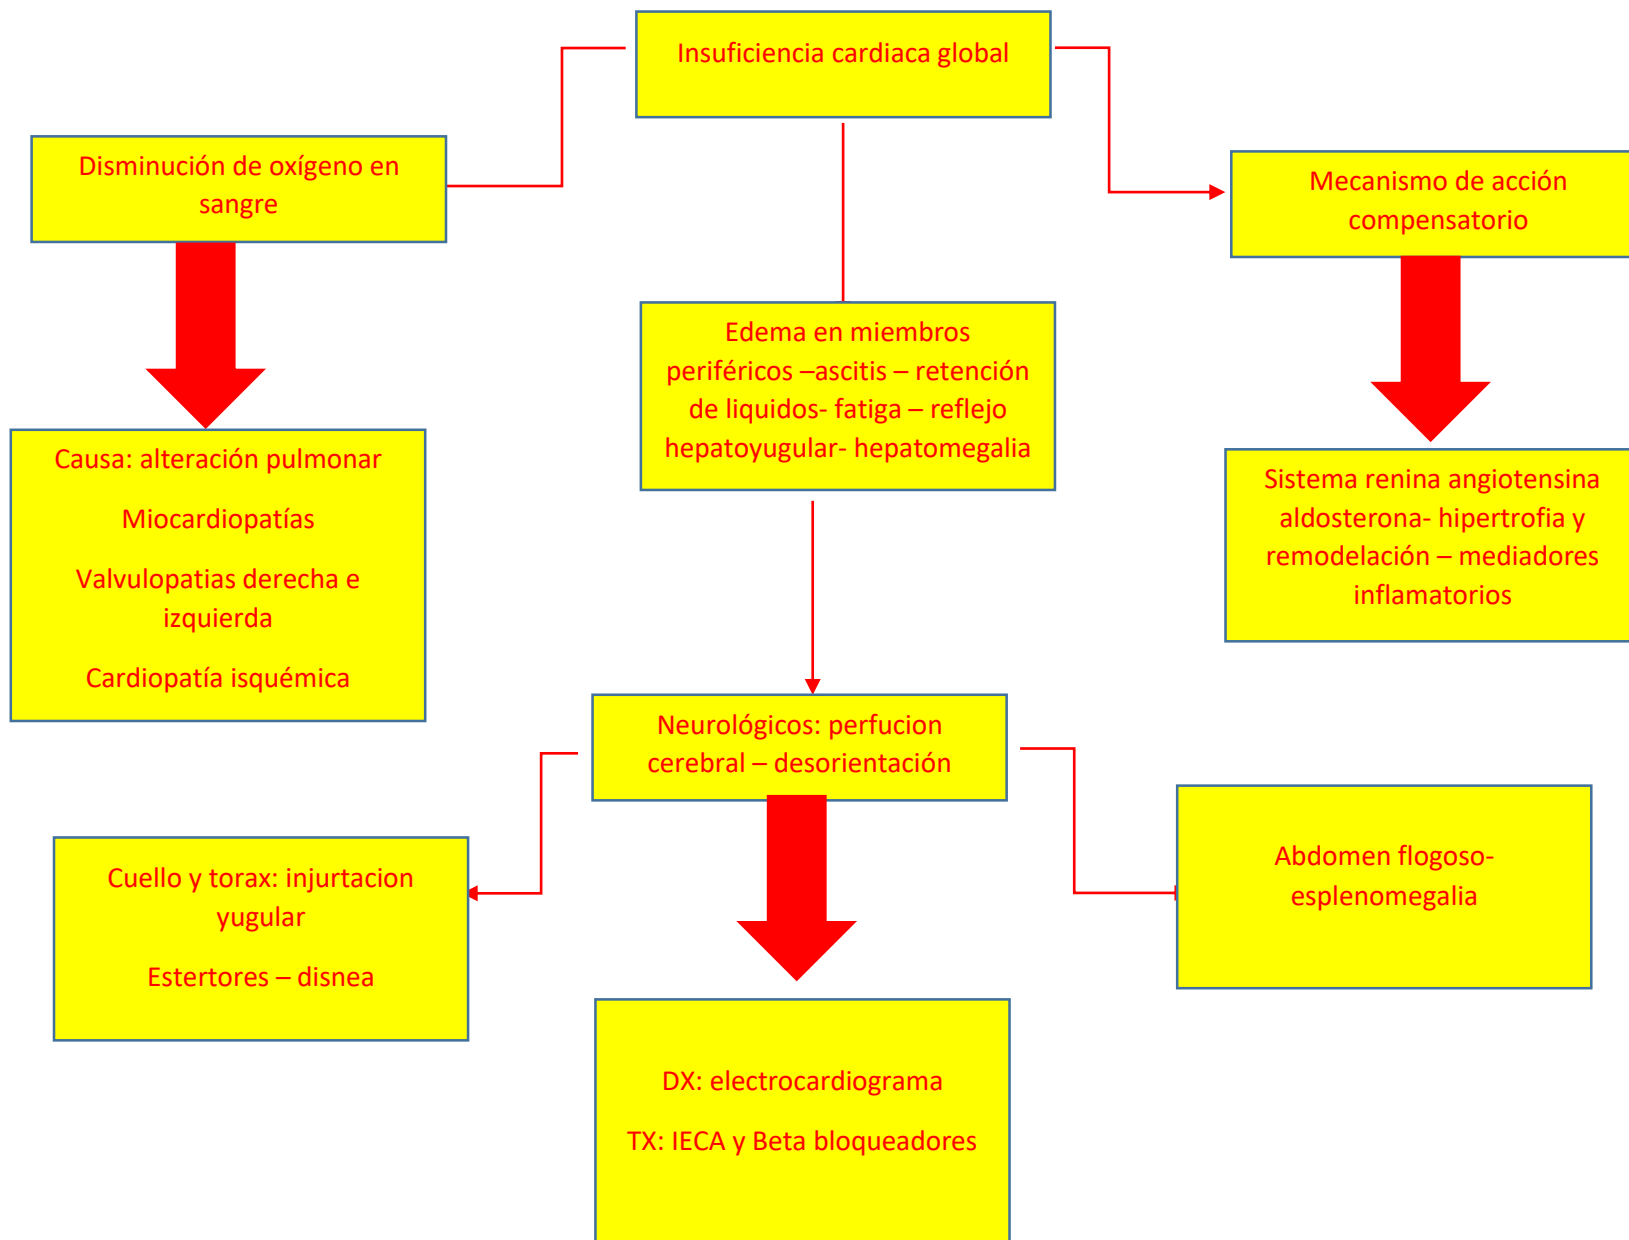 Insuficiencia cardiaca global
Disminución de oxígeno en
sangre
Mecanismo de acción
compensatorio
Edema en miembros
periféricos –ascitis – retención
de liquidos- fatiga – reflejo
hepatoyugular- hepatomegalia
Causa: alteración pulmonar
Miocardiopatías
Valvulopatias derecha e
izquierda
Cardiopatía isquémica
Sistema renina angiotensina
aldosterona- hipertrofia y
remodelación – mediadores
inflamatorios
Neurológicos: perfucion
cerebral – desorientación
Cuello y torax: injurtacion
yugular
Estertores – disnea
Abdomen flogoso-
esplenomegalia
DX: electrocardiograma
TX: IECA y Beta bloqueadores